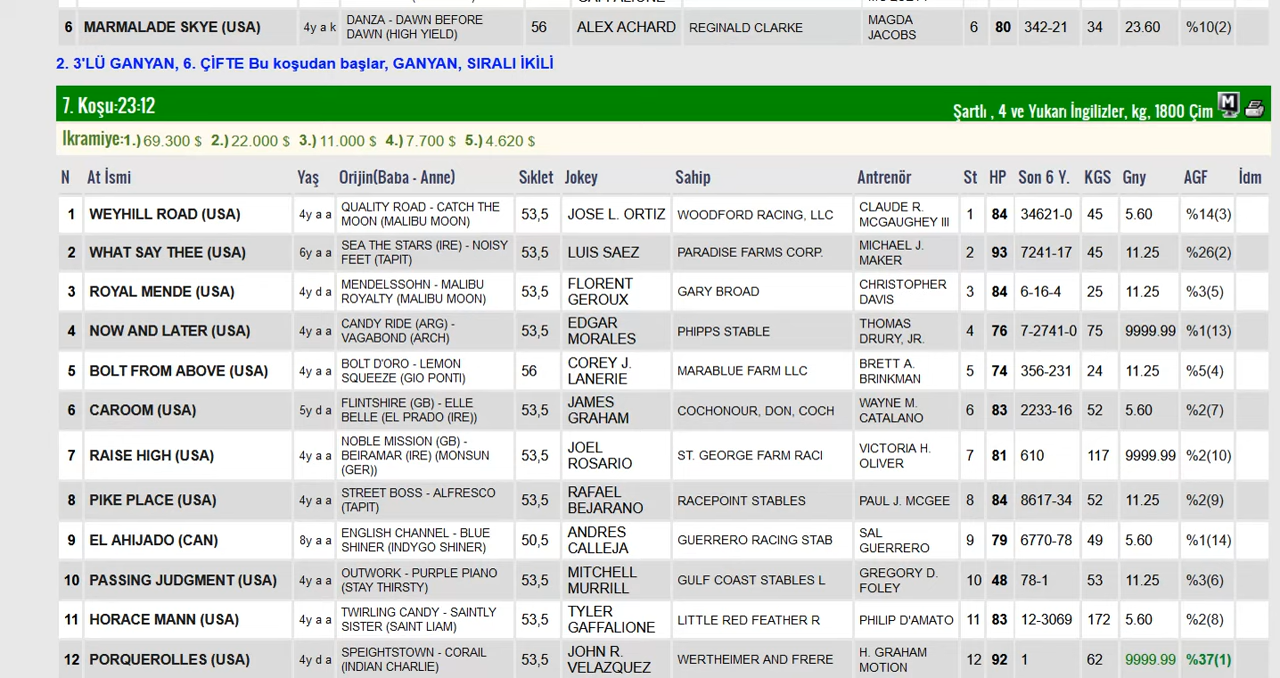 6 MARMALADE SKYE (USA) 4y a k DANZA - DAWN BEFORE DAWN (HIGH YIELD) 56 ALEX ACHARD REGINALD CLARKE MAGDA JACOBS 6 80 342-21 34 23.60 %10(2)
2. 3'LÜ GANYAN, 6. ÇİFTE Bu koşudan başlar, GANYAN, SIRALI İKİLİ
7. Koşu:23:12 Şartlı , 4 ve Yukarı İngilizler, kg, 1800 Çim
İkramiye:1.) 69.300 $ 2.) 22.000 $ 3.) 11.000 $ 4.) 7.700 $ 5.) 4.620 $
N At İsmi Yaş Orijin(Baba - Anne) Sıklet Jokey Sahip Antrenör St HP Son 6 Y. KGS Gny AGF İdm
1 WEYHILL ROAD (USA) 4y a a QUALITY ROAD - CATCH THE MOON (MALIBU MOON) 53,5 JOSE L. ORTIZ WOODFORD RACING, LLC CLAUDE R. MCGAUGHEY III 1 84 34621-0 45 5.60 %14(3)
2 WHAT SAY THEE (USA) 6y a a SEA THE STARS (IRE) - NOISY FEET (TAPIT) 53,5 LUIS SAEZ PARADISE FARMS CORP. MICHAEL J. MAKER 2 93 7241-17 45 11.25 %26(2)
3 ROYAL MENDE (USA) 4y d a MENDELSSOHN - MALIBU ROYALTY (MALIBU MOON) 53,5 FLORENT GEROUX GARY BROAD CHRISTOPHER DAVIS 3 84 6-16-4 25 11.25 %3(5)
4 NOW AND LATER (USA) 4y a a CANDY RIDE (ARG) - VAGABOND (ARCH) 53.5 EDGAR MORALES PHIPPS STABLE THOMAS DRURY, JR. 4 76 7-2741-0 75 9999.99 %1(13)
5 BOLT FROM ABOVE (USA) 4y a a BOLT D'ORO - LEMON SQUEEZE (GIO PONTI) 56 COREY J. LANERIE MARABLUE FARM LLC BRETT A. BRINKMAN 5 74 356-231 24 11.25 %5(4)
6 CAROOM (USA) 5y d a FLINTSHIRE (GB) - ELLE BELLE (EL PRADO (IRE)) 53,5 JAMES GRAHAM COCHONOUR, DON, COCH WAYNE M. CATALANO 6 83 2233-16 52 5.60 %2(7)
7 RAISE HIGH (USA) 4y a a NOBLE MISSION (GB) - BEIRAMAR (IRE) (MONSUN (GER)) 53,5 JOEL ROSARIO ST. GEORGE FARM RACI VICTORIA H. OLIVER 7 81 610 117 9999.99 %2(10)
8 PIKE PLACE (USA) 4y a a STREET BOSS - ALFRESCO (TAPIT) 53,5 RAFAEL BEJARANO RACEPOINT STABLES PAUL J. MCGEE 8 84 8617-34 52 11.25 %2(9)
9 EL AHIJADO (CAN) 8y a a ENGLISH CHANNEL - BLUE SHINER (INDYGO SHINER) 50,5 ANDRES CALLEJA GUERRERO RACING STAB SAL GUERRERO 9 79 6770-78 49 5.60 %1(14)
10 PASSING JUDGMENT (USA) 4y a a OUTWORK - PURPLE PIANO (STAY THIRSTY) 53,5 MITCHELL MURRILL GULF COAST STABLES L GREGORY D. FOLEY 10 48 78-1 53 11.25 %3(6)
11 HORACE MANN (USA) 4y a a TWIRLING CANDY - SAINTLY SISTER (SAINT LIAM) 53,5 TYLER GAFFALIONE LITTLE RED FEATHER R PHILIP D'AMATO 11 83 12-3069 172 5.60 %2(8)
12 PORQUEROLLES (USA) 4y d a SPEIGHTSTOWN - CORAIL (INDIAN CHARLIE) 53,5 JOHN R. VELAZQUEZ WERTHEIMER AND FRERE H. GRAHAM MOTION 12 92 1 62 9999.99 %37(1)